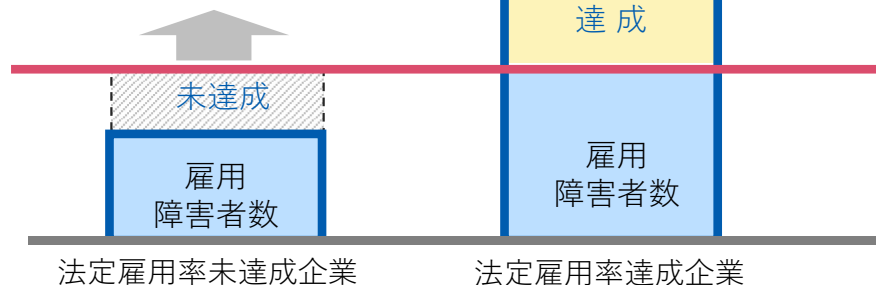 達 成
未達成
雇用
障害者数
雇用
障害者数
法定雇用率未達成企業
法定雇用率達成企業